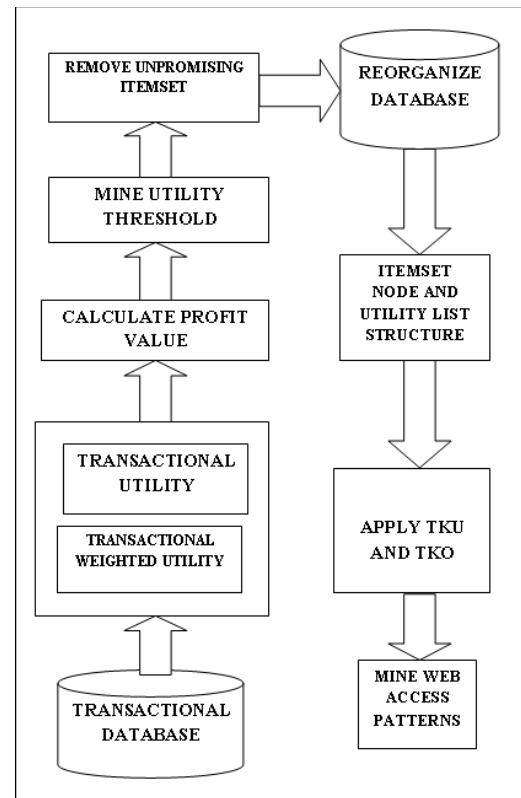 REMOVE UNPROMISING
ITEMSET
REORGANIZE
DATABASE
MINE UTILITY
THRESHOLD
ITEMSET
NODE AND
UTILITY LIST
STRUCTURE
CALCULATE PROFIT
VALUE
TRANSACTIONAL
UTILITY
TRANSACTIONAL
WEIGHTED UTILITY
APPLY TKU
AND TKO
TRANSACTIONAL
DATABASE
MINE WEB
ACCESS
PATTERNS